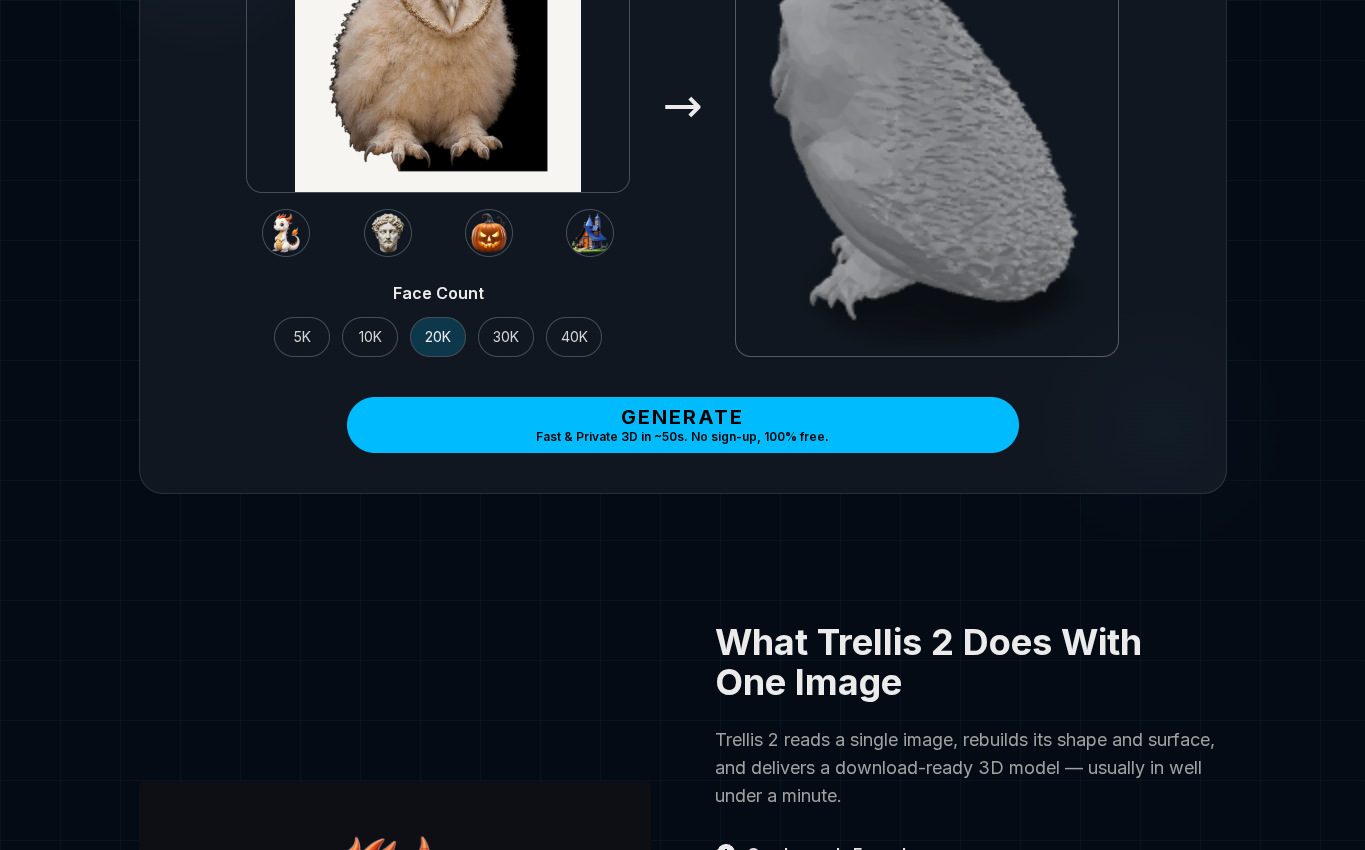 Face Count
5K
10K
20K
30K
40K
GENERATE
Fast & Private 3D in ~50s. No sign-up, 100% free.
What Trellis 2 Does With
One Image
Trellis 2 reads a single image, rebuilds its shape and surface,
and delivers a download-ready 3D model — usually in well
under a minute.